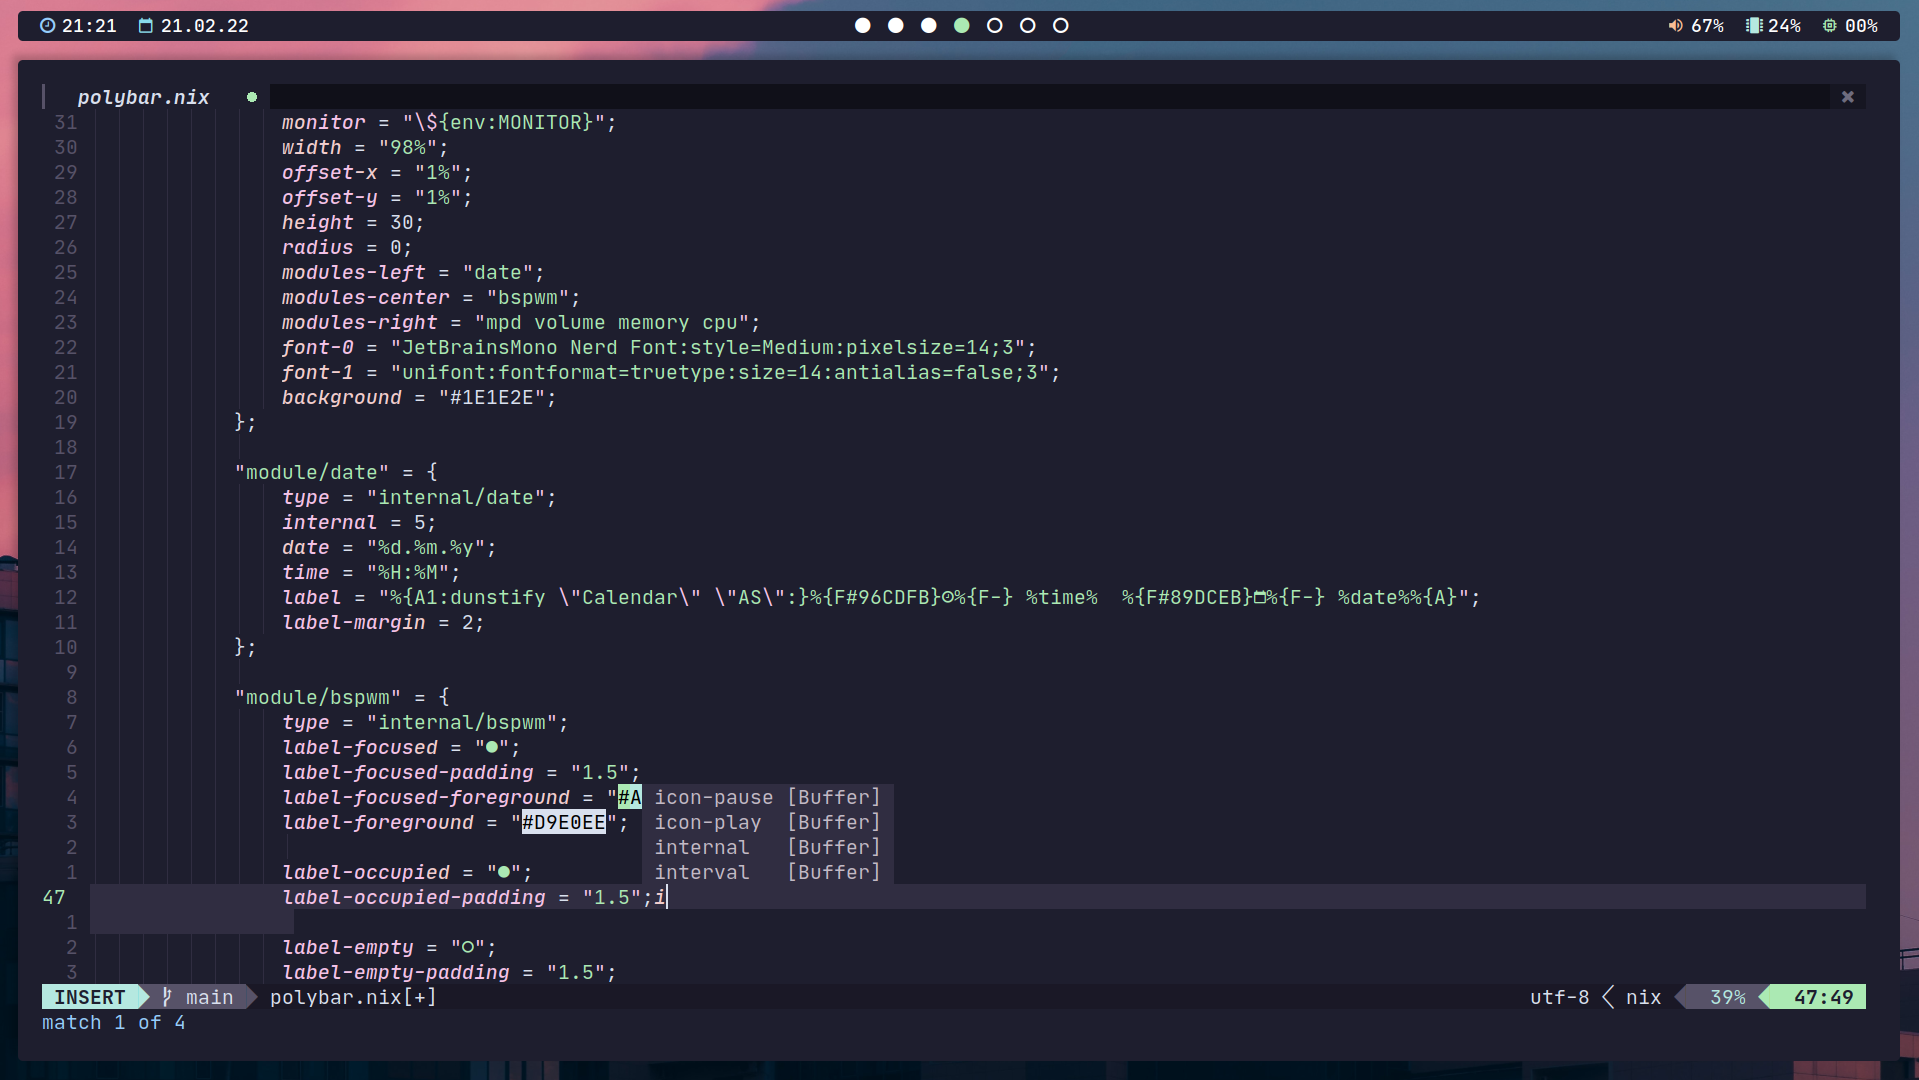 21:21 21.02.22 67% 24% 00%
polybar.nix
31 monitor = "\${env:MONITOR}";
30 width = "98%";
29 offset-x = "1%";
28 offset-y = "1%";
27 height = 30;
26 radius = 0;
25 modules-left = "date";
24 modules-center = "bspwm";
23 modules-right = "mpd volume memory cpu";
22 font-0 = "JetBrainsMono Nerd Font:style=Medium:pixelsize=14;3";
21 font-1 = "unifont:fontformat=truetype:size=14:antialias=false;3";
20 background = "#1E1E2E";
19 };
18
17 "module/date" = {
16 type = "internal/date";
15 internal = 5;
14 date = "%d.%m.%y";
13 time = "%H:%M";
12 label = "%{A1:dunstify \"Calendar\" \"AS\":}%{F#96CDFB}%{F-} %time%  %{F#89DCEB}%{F-} %date%%{A}";
11 label-margin = 2;
10 };
9
8 "module/bspwm" = {
7 type = "internal/bspwm";
6 label-focused = "●";
5 label-focused-padding = "1.5";
4 label-focused-foreground = "#A icon-pause [Buffer]
3 label-foreground = "#D9E0EE"; icon-play [Buffer]
2 internal [Buffer]
1 label-occupied = "●"; interval [Buffer]
47 label-occupied-padding = "1.5";i
1
2 label-empty = "○";
3 label-empty-padding = "1.5";
INSERT main polybar.nix[+] utf-8 nix 39% 47:49
match 1 of 4